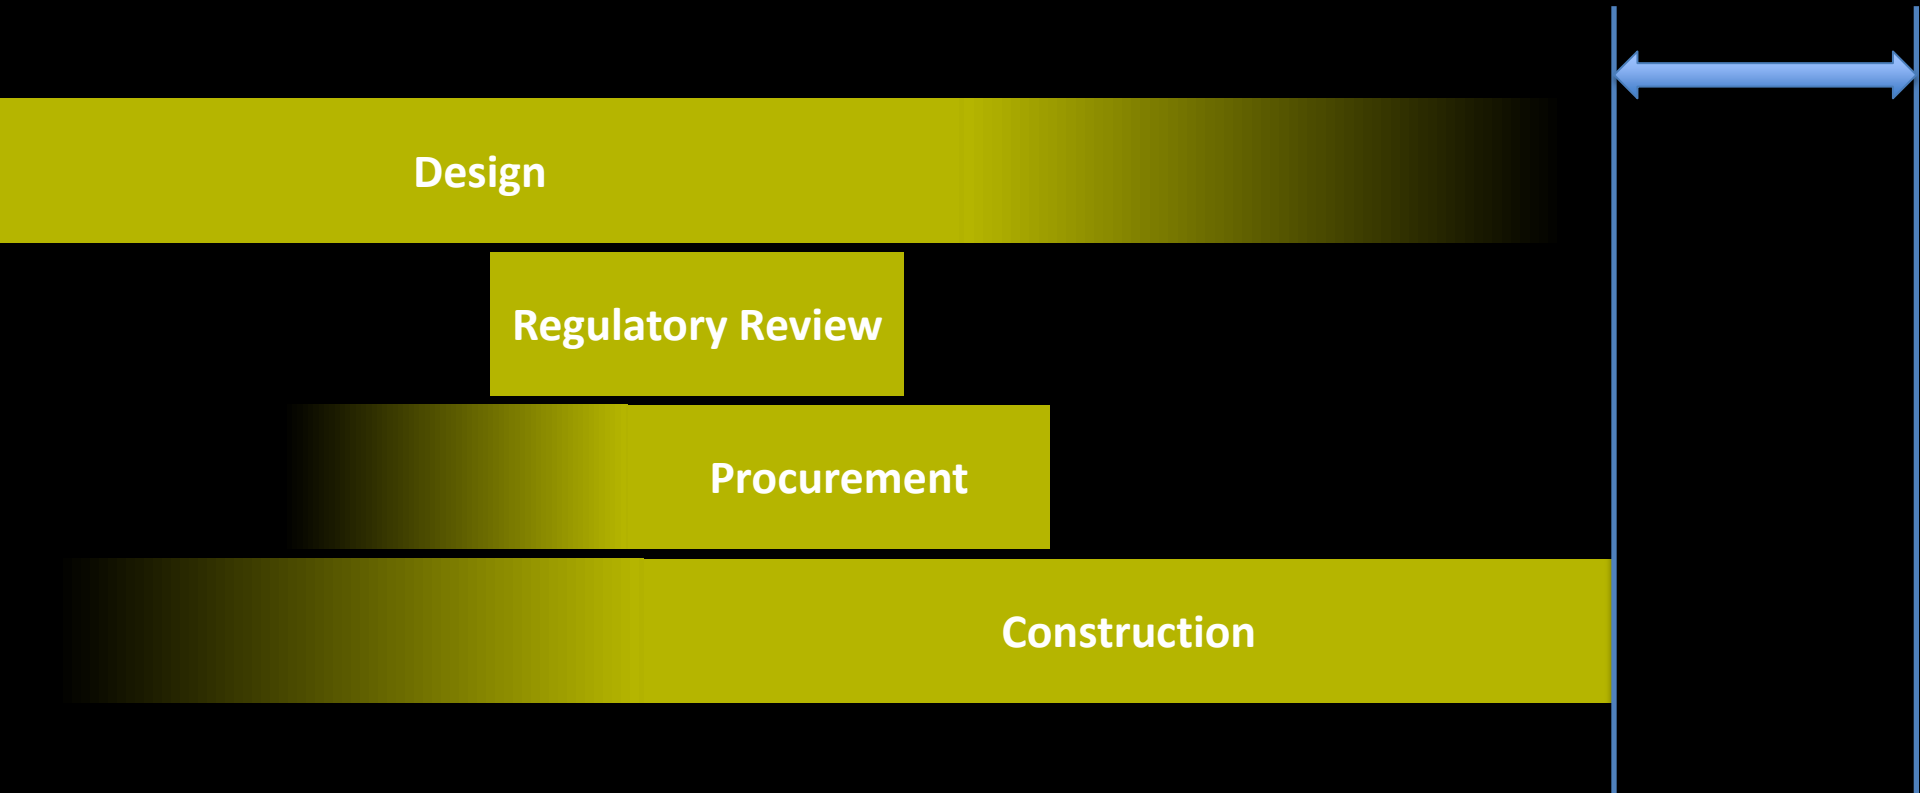 Design
Regulatory Review
Procurement
Construction